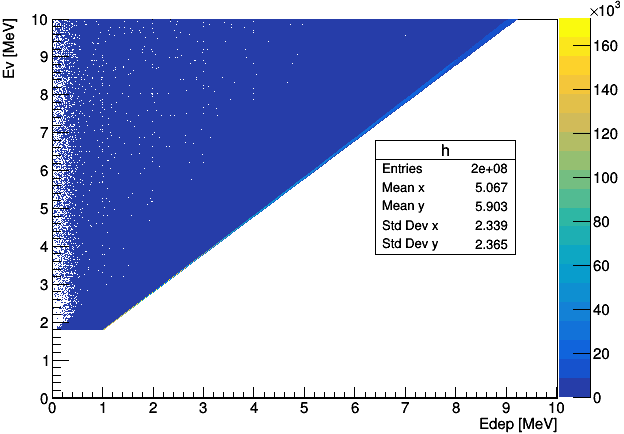 Ev [MeV]
10
9
8
7
6
5
4
3
2
1
0
h
Entries 2e+08
Mean x 5.067
Mean y 5.903
Std Dev x 2.339
Std Dev y 2.365
×10³
160
140
120
100
80
60
40
20
0
0 1 2 3 4 5 6 7 8 9 10
Edep [MeV]